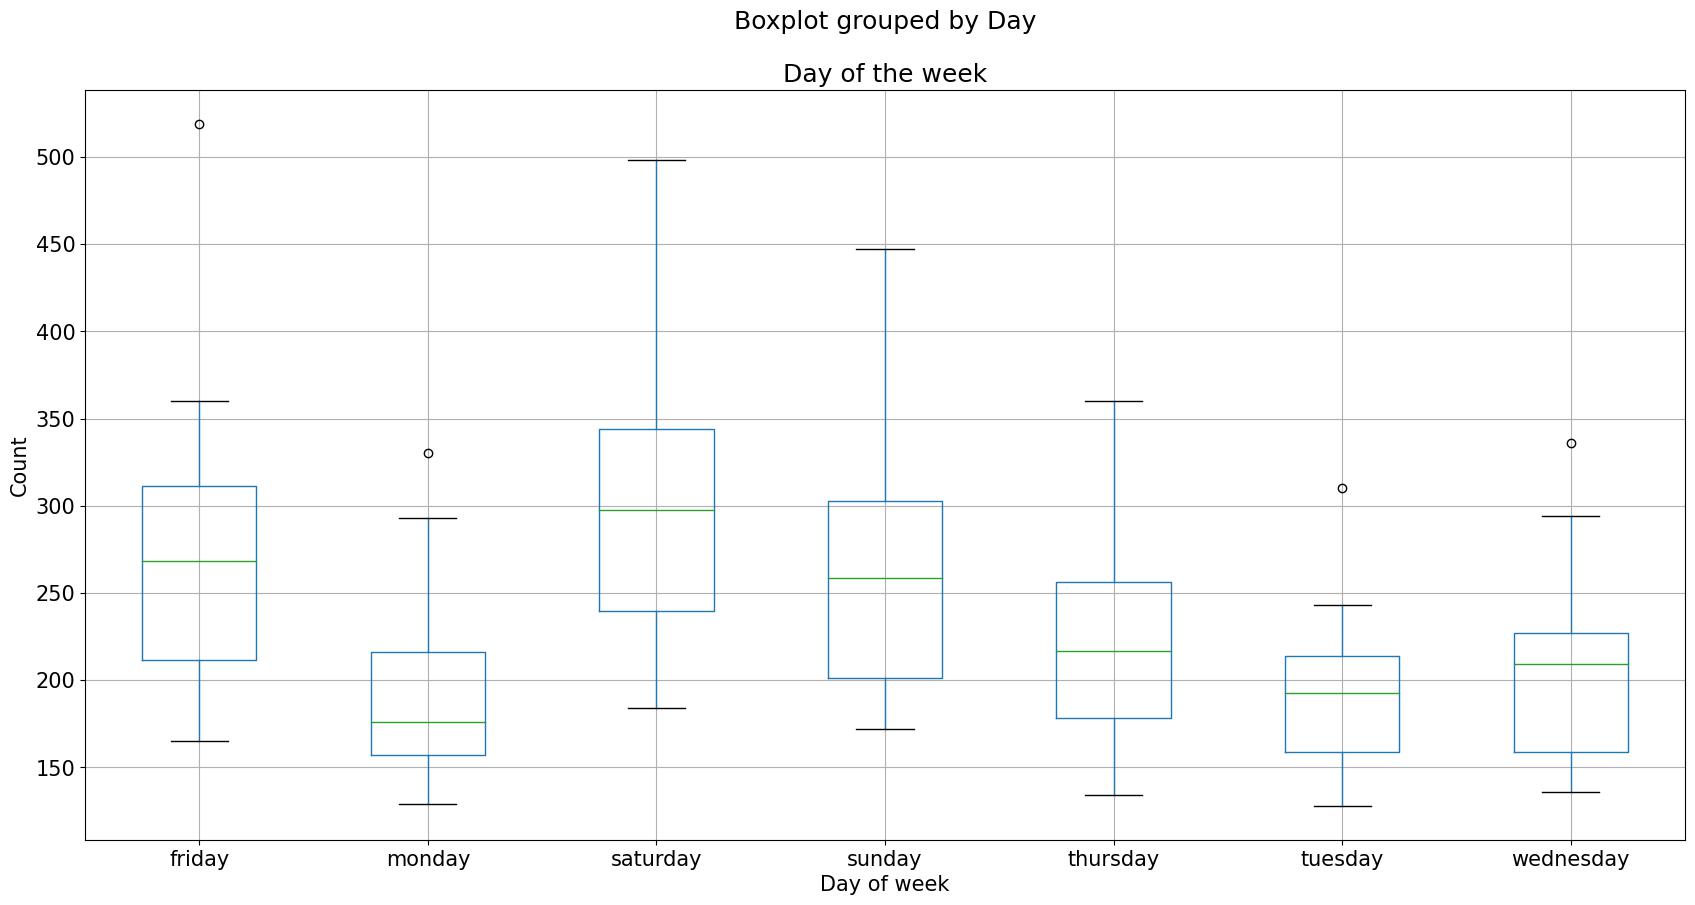 Boxplot grouped by Day
Day of the week
500
450
400
350
300
250
200
150
Count
friday monday saturday sunday thursday tuesday wednesday
Day of week